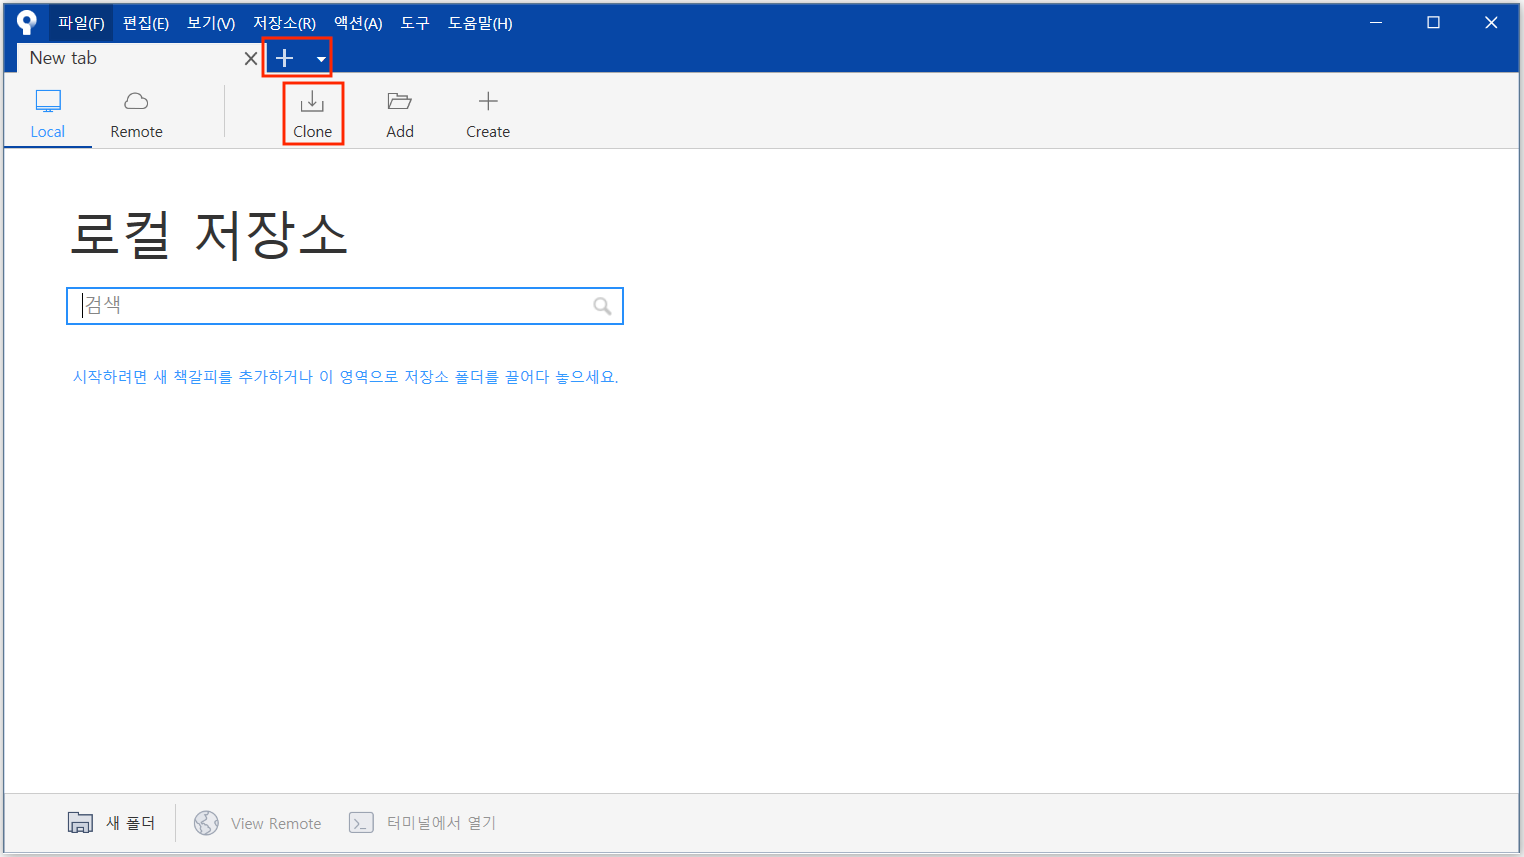 파일(F) 편집(E) 보기(V) 저장소(R) 액션(A) 도구 도움말(H)
New tab
Local Remote Clone Add Create
로컬 저장소
검색
시작하려면 새 책갈피를 추가하거나 이 영역으로 저장소 폴더를 끌어다 놓으세요.
새 폴더 View Remote 터미널에서 열기